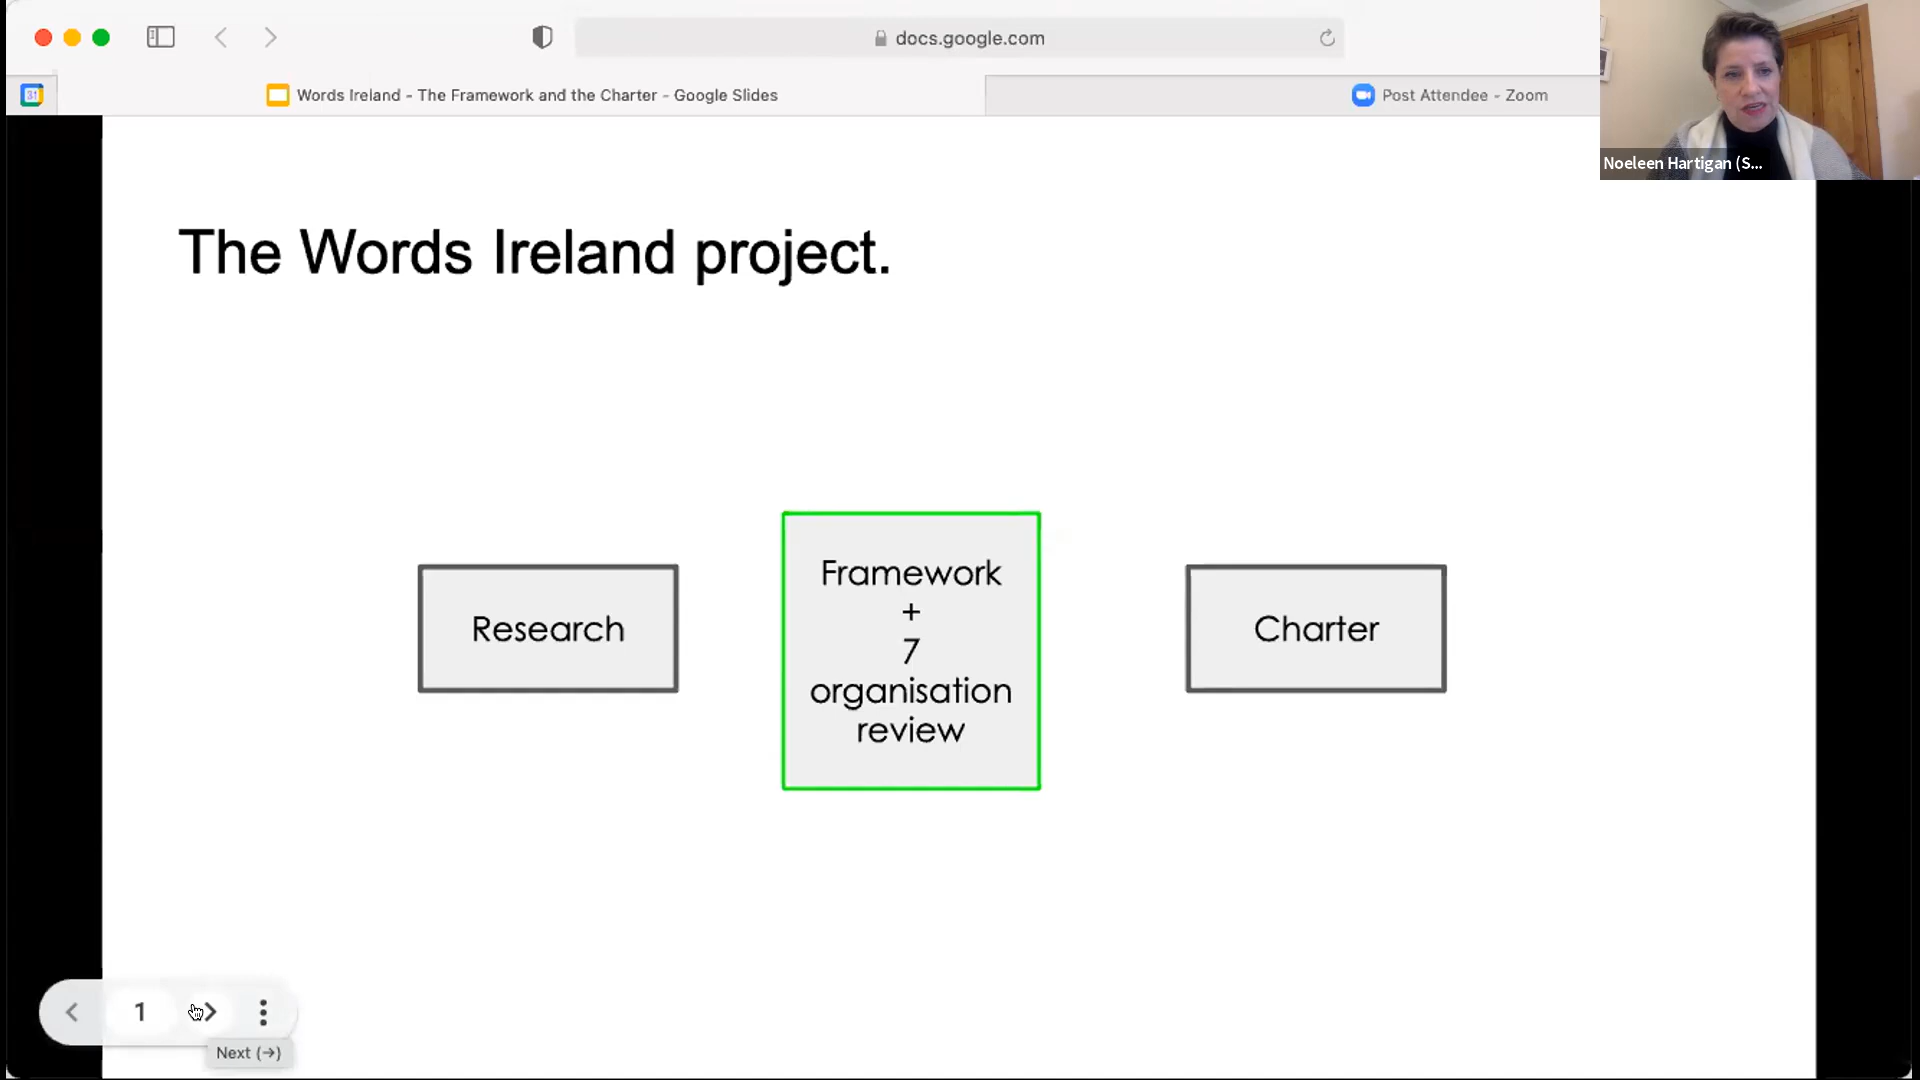 docs.google.com
31
Words Ireland - The Framework and the Charter - Google Slides
Post Attendee - Zoom
Noeleen Hartigan (S...
The Words Ireland project.
Research
Framework
+
7
organisation
review
Charter
1
Next (→)